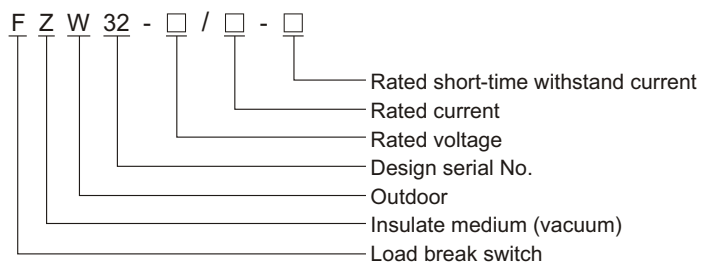 F Z W 32 - □ / □ - □
Rated short-time withstand current
Rated current
Rated voltage
Design serial No.
Outdoor
Insulate medium (vacuum)
Load break switch